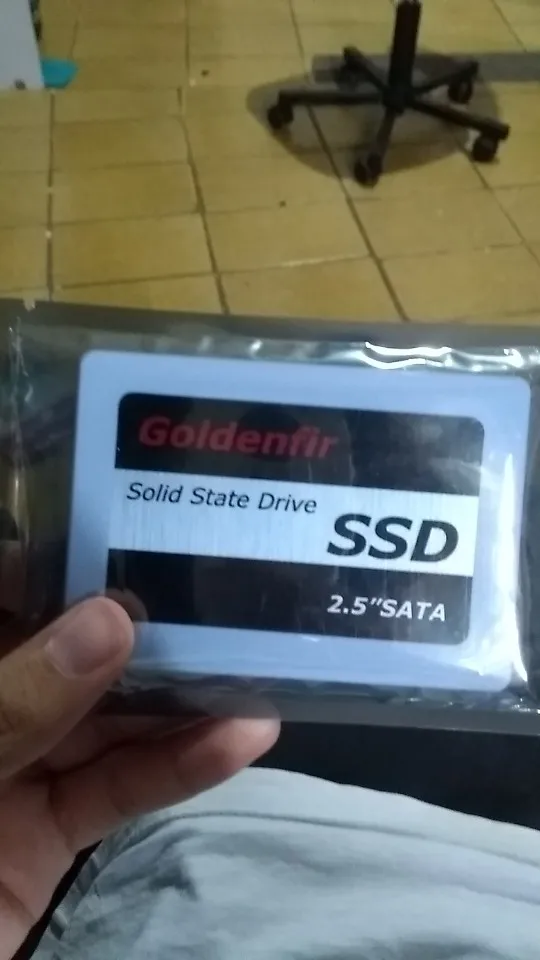 Goldenfir
Solid State Drive
SSD
2.5"SATA